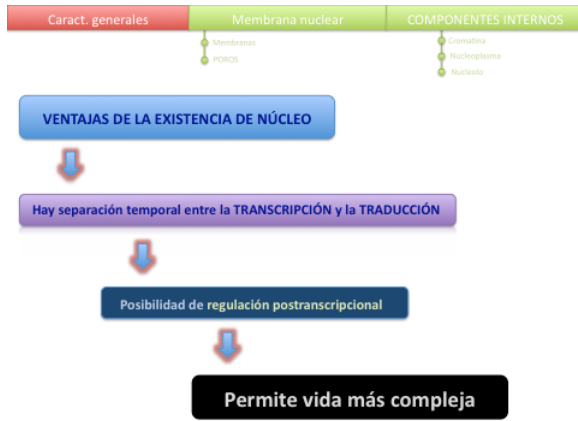 Caract. generales
Membrana nuclear
COMPONENTES INTERNOS
Membranas
POROS
Cromatina
Nucleoplasma
Nucleolo
VENTAJAS DE LA EXISTENCIA DE NÚCLEO
Hay separación temporal entre la TRANSCRIPCIÓN y la TRADUCCIÓN
Posibilidad de regulación postranscripcional
Permite vida más compleja